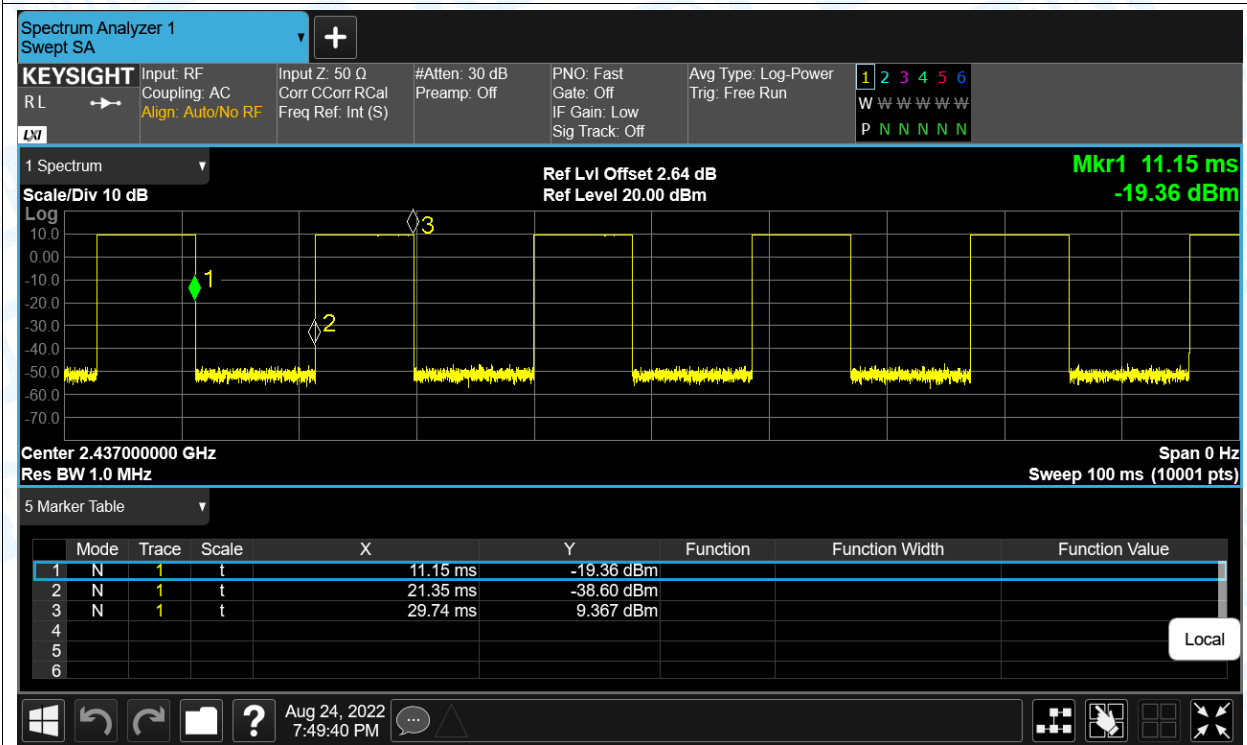 Spectrum Analyzer 1
Swept SA
KEYSIGHT
R L
LXI
Input: RF
Coupling: AC
Align: Auto/No RF
Input Z: 50 Ω
Corr CCorr RCal
Freq Ref: Int (S)
#Atten: 30 dB
Preamp: Off
PNO: Fast
Gate: Off
IF Gain: Low
Sig Track: Off
Avg Type: Log-Power
Trig: Free Run
1 2 3 4 5 6
W W W W W W
P N N N N N
1 Spectrum
Scale/Div 10 dB
Ref Lvl Offset 2.64 dB
Ref Level 20.00 dBm
Mkr1 11.15 ms
-19.36 dBm
Log
10.0
0.00
-10.0
-20.0
-30.0
-40.0
-50.0
-60.0
-70.0
1
2
3
Center 2.437000000 GHz
Res BW 1.0 MHz
Span 0 Hz
Sweep 100 ms (10001 pts)
5 Marker Table
Mode Trace Scale X Y Function Function Width Function Value
1 N 1 t 11.15 ms -19.36 dBm
2 N 1 t 21.35 ms -38.60 dBm
3 N 1 t 29.74 ms 9.367 dBm
4
5
6
Local
?
Aug 24, 2022
7:49:40 PM